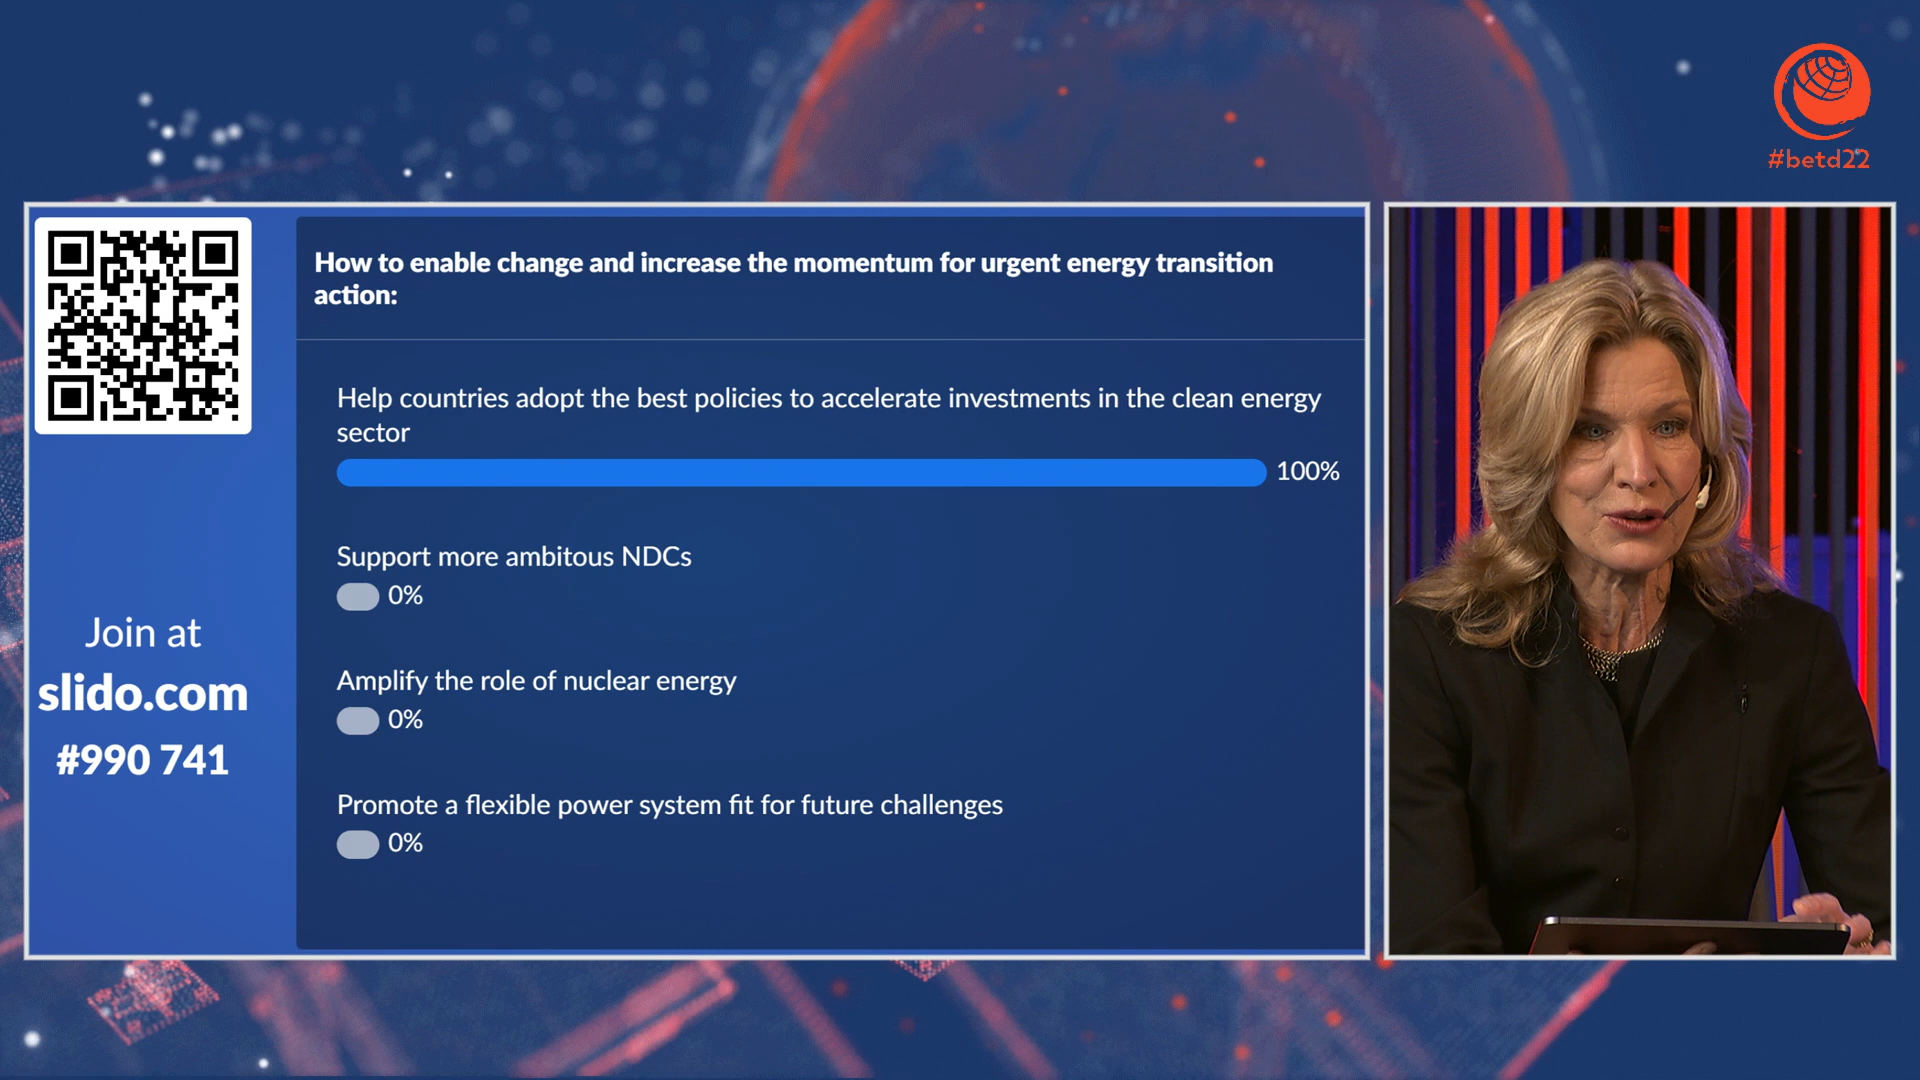 #betd22
How to enable change and increase the momentum for urgent energy transition
action:
Help countries adopt the best policies to accelerate investments in the clean energy
sector
100%
Support more ambitous NDCs
0%
Amplify the role of nuclear energy
0%
Promote a flexible power system fit for future challenges
0%
Join at
slido.com
#990 741